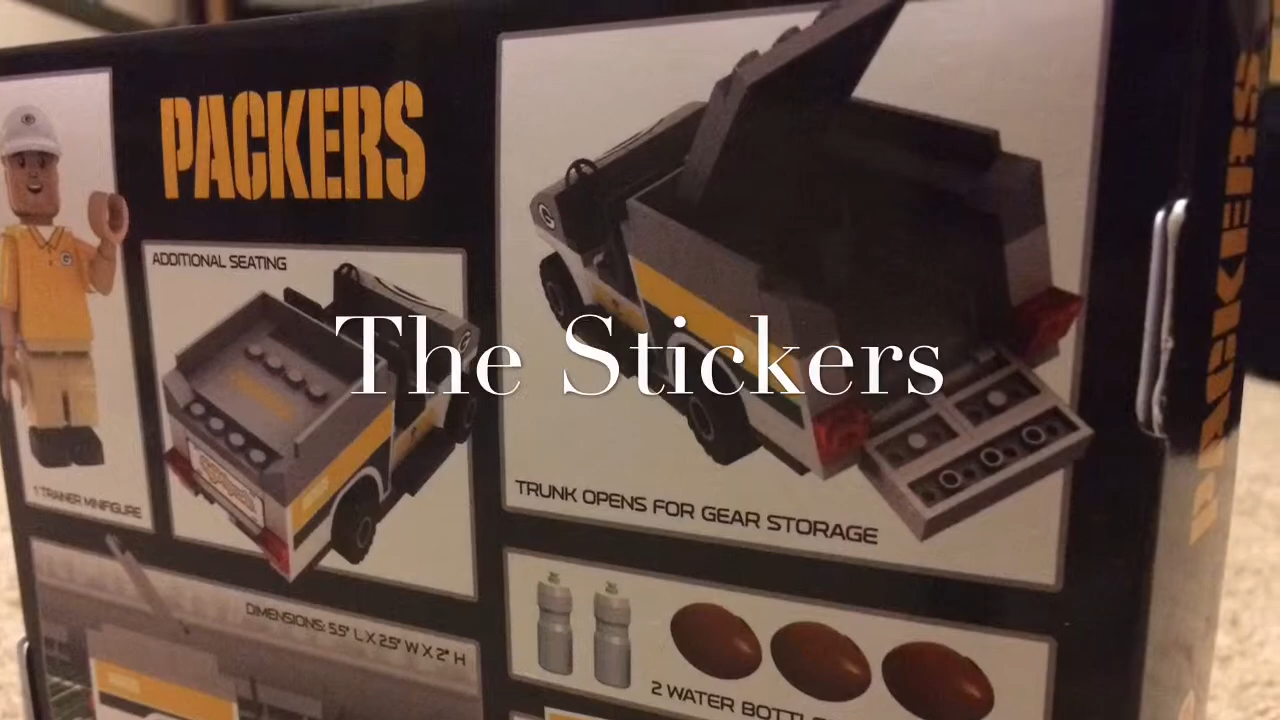 PACKERS
ADDITIONAL SEATING
The Stickers
1 TRAINER MINIFIGURE
TRUNK OPENS FOR GEAR STORAGE
DIMENSIONS: 5.5" L X 2.5" W X 2" H
2 WATER BOTTL
PACKERS
G
G
G
G